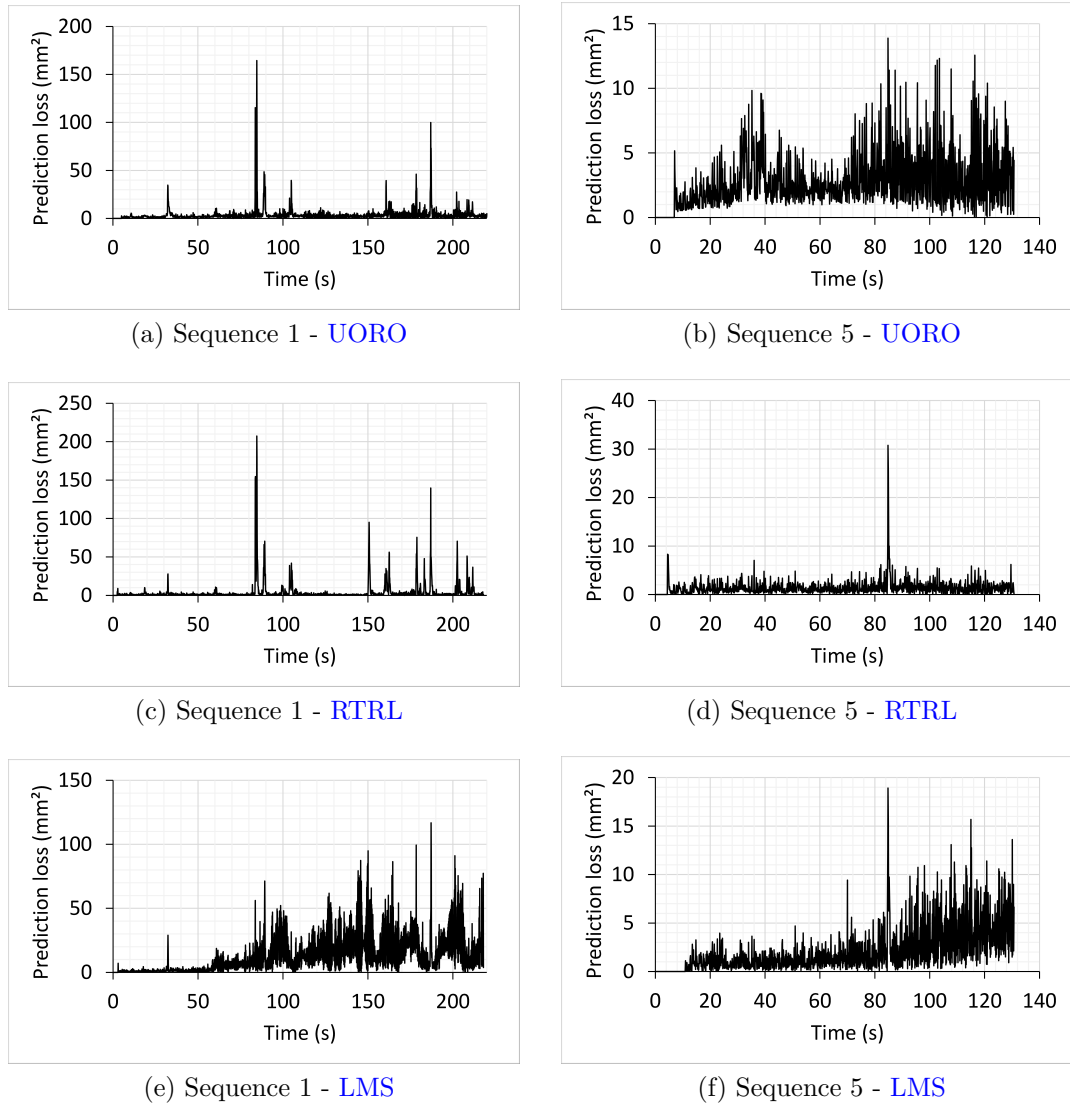 Prediction loss (mm²)
200
150
100
50
0
0 50 100 150 200
Time (s)
(a) Sequence 1 - UORO
Prediction loss (mm²)
15
10
5
0
0 20 40 60 80 100 120 140
Time (s)
(b) Sequence 5 - UORO
Prediction loss (mm²)
250
200
150
100
50
0
0 50 100 150 200
Time (s)
(c) Sequence 1 - RTRL
Prediction loss (mm²)
40
30
20
10
0
0 20 40 60 80 100 120 140
Time (s)
(d) Sequence 5 - RTRL
Prediction loss (mm²)
150
100
50
0
0 50 100 150 200
Time (s)
(e) Sequence 1 - LMS
Prediction loss (mm²)
20
15
10
5
0
0 20 40 60 80 100 120 140
Time (s)
(f) Sequence 5 - LMS